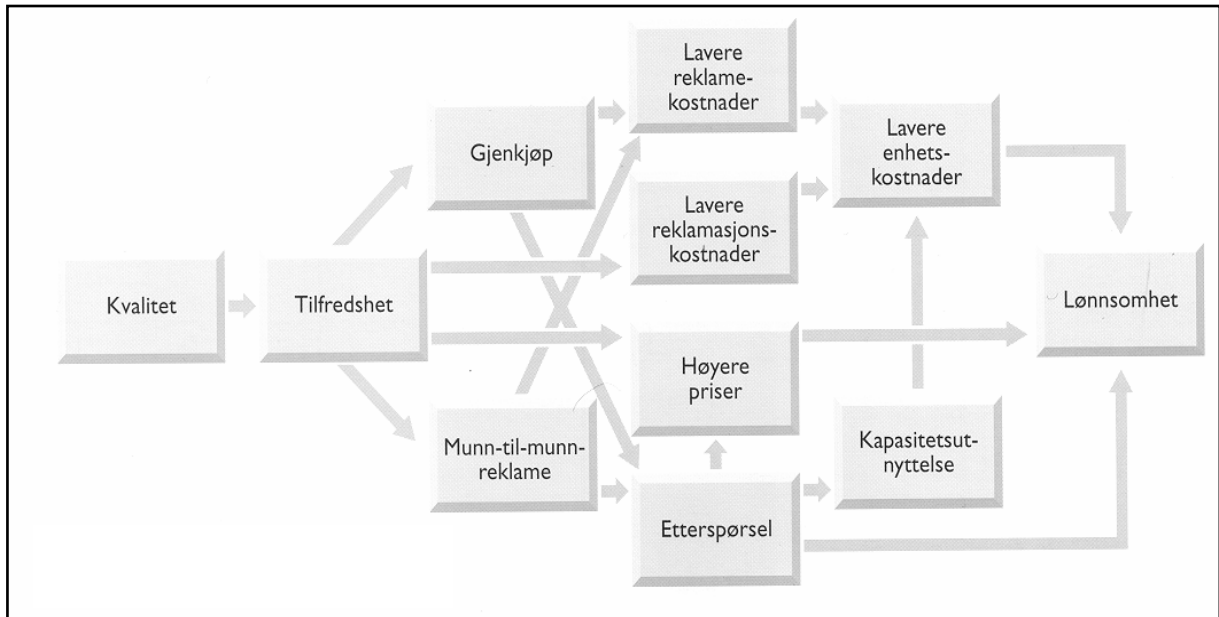 Lavere
reklame-
kostnader
Gjenkjøp
Lavere
enhets-
kostnader
Lavere
reklamasjons-
kostnader
Kvalitet
Tilfredshet
Lønnsomhet
Høyere
priser
Munn-til-munn-
reklame
Kapasitetsut-
nyttelse
Etterspørsel